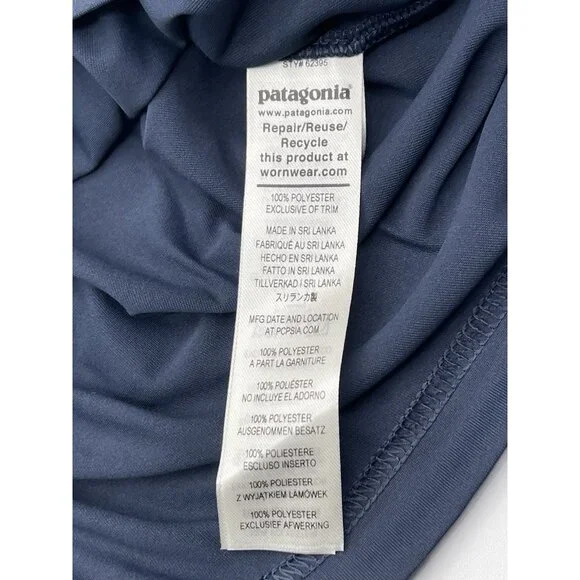 STY# 62395
patagonia®
www.patagonia.com
Repair/Reuse/
Recycle
this product at
wornwear.com
100% POLYESTER
EXCLUSIVE OF TRIM
MADE IN SRI LANKA
FABRIQUÉ AU SRI LANKA
HECHO EN SRI LANKA
FATTO IN SRI LANKA
TILLVERKAD I SRI LANKA
スリランカ製
MFG DATE AND LOCATION
AT PCPSIA.COM
100% POLYESTER
A PART LA GARNITURE
100% POLIÉSTER
NO INCLUYE EL ADORNO
100% POLYESTER
AUSGENOMMEN BESATZ
100% POLIESTERE
ESCLUSO INSERTO
100% POLYESTER
Z WYJĄTKIEM LAMÓWEK
100% POLYESTER
EXCLUSIEF AFWERKING